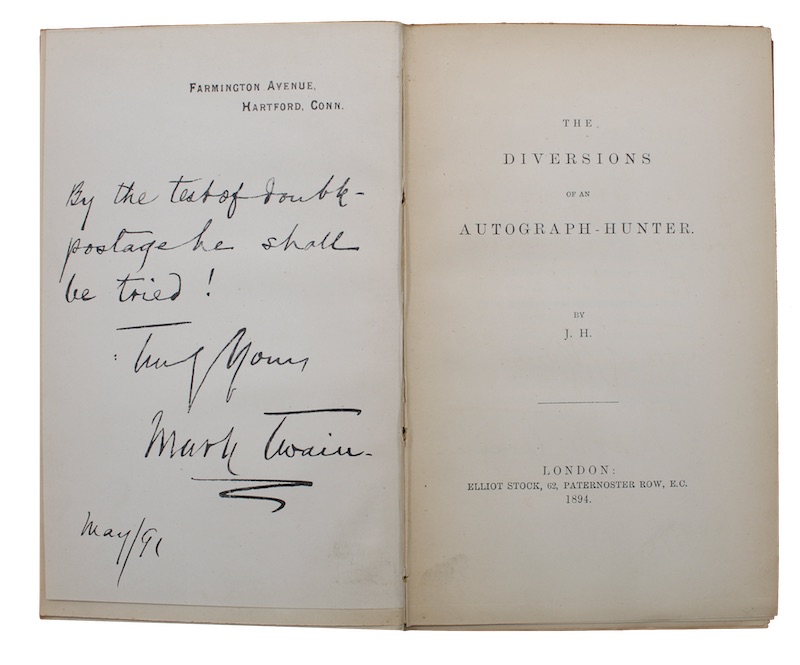 FARMINGTON AVENUE,
HARTFORD, CONN.
By the test of double-
postage he shall
be tried!
Truly Yours
Mark Twain
May/91
THE
DIVERSIONS
OF AN
AUTOGRAPH-HUNTER.
BY
J. H.
LONDON:
ELLIOT STOCK, 62, PATERNOSTER ROW, E.C.
1894.